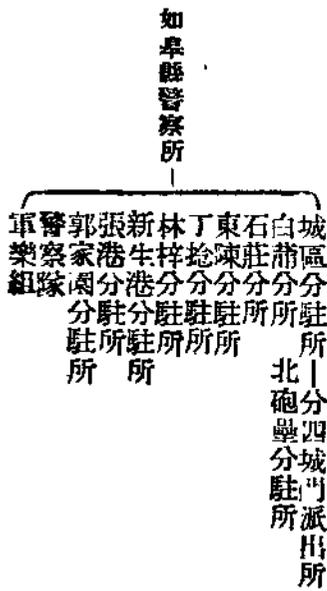 如皋縣警察所
城區分駐所—分四城門派出所
白蒲分所 北砲壘分駐所
石莊分所
東陳分駐所
丁埝分駐所
林梓分駐所
新生港分駐所
張港分駐所
郭家園分駐所
警察隊
軍樂組